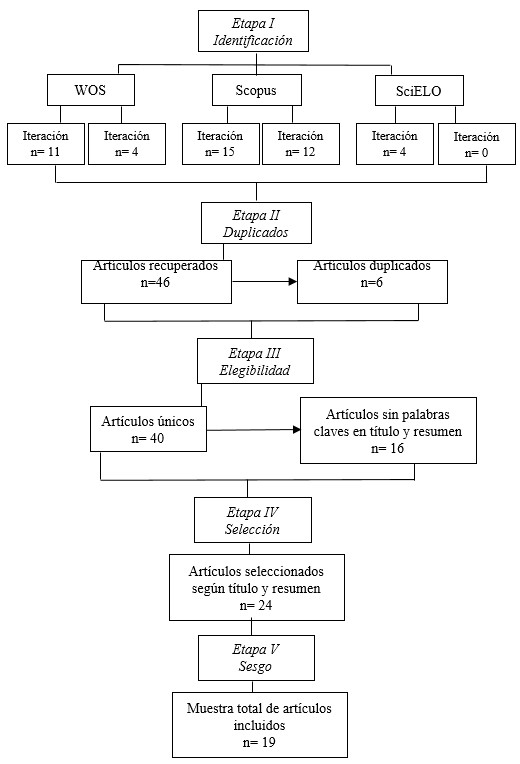 Etapa I
Identificación
WOS
Scopus
SciELO
Iteración
n= 11
Iteración
n= 4
Iteración
n= 15
Iteración
n= 12
Iteración
n= 4
Iteración
n= 0
Etapa II
Duplicados
Artículos recuperados
n=46
Artículos duplicados
n=6
Etapa III
Elegibilidad
Artículos únicos
n= 40
Artículos sin palabras
claves en título y resumen
n= 16
Etapa IV
Selección
Artículos seleccionados
según título y resumen
n= 24
Etapa V
Sesgo
Muestra total de artículos
incluidos
n= 19